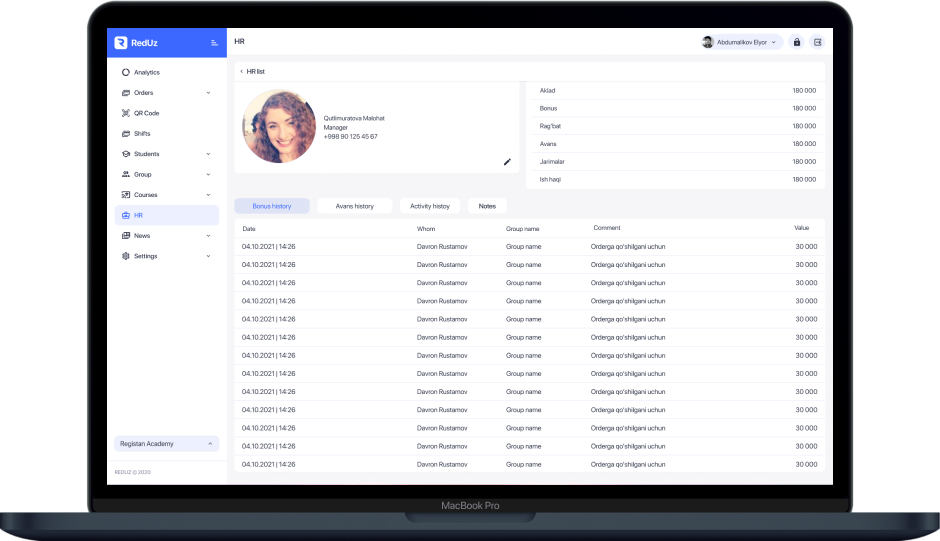 RedUz
HR
Abdumalikov Elyor
Analytics
Orders
QR Code
Shifts
Students
Group
Courses
HR
News
Settings
Registan Academy
REDUZ © 2020
HR list
Qutlimuratova Malohat
Manager
+998 90 125 45 67
Aklad 180 000
Bonus 180 000
Rag'bat 180 000
Avans 180 000
Jarimalar 180 000
Ish haqi 180 000
Bonus history Avans history Activity histoy Notes
Date Whom Group name Comment Value
04.10.2021 | 14:26 Davron Rustamov Group name Orderga qo'shilgani uchun 30 000
04.10.2021 | 14:26 Davron Rustamov Group name Orderga qo'shilgani uchun 30 000
04.10.2021 | 14:26 Davron Rustamov Group name Orderga qo'shilgani uchun 30 000
04.10.2021 | 14:26 Davron Rustamov Group name Orderga qo'shilgani uchun 30 000
04.10.2021 | 14:26 Davron Rustamov Group name Orderga qo'shilgani uchun 30 000
04.10.2021 | 14:26 Davron Rustamov Group name Orderga qo'shilgani uchun 30 000
04.10.2021 | 14:26 Davron Rustamov Group name Orderga qo'shilgani uchun 30 000
04.10.2021 | 14:26 Davron Rustamov Group name Orderga qo'shilgani uchun 30 000
04.10.2021 | 14:26 Davron Rustamov Group name Orderga qo'shilgani uchun 30 000
04.10.2021 | 14:26 Davron Rustamov Group name Orderga qo'shilgani uchun 30 000
04.10.2021 | 14:26 Davron Rustamov Group name Orderga qo'shilgani uchun 30 000
04.10.2021 | 14:26 Davron Rustamov Group name Orderga qo'shilgani uchun 30 000
04.10.2021 | 14:26 Davron Rustamov Group name Orderga qo'shilgani uchun 30 000
MacBook Pro